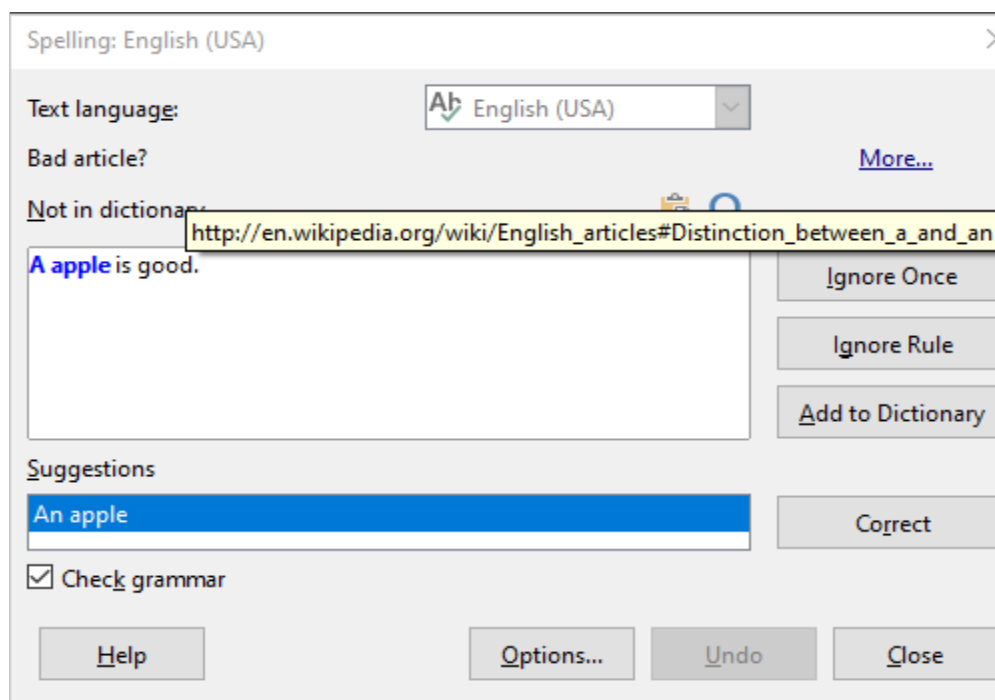 Spelling: English (USA)
Text language: English (USA)
Bad article? More...
Not in dictionary
http://en.wikipedia.org/wiki/English_articles#Distinction_between_a_and_an
A apple is good.
Ignore Once
Ignore Rule
Add to Dictionary
Suggestions
An apple
Correct
Check grammar
Help Options... Undo Close